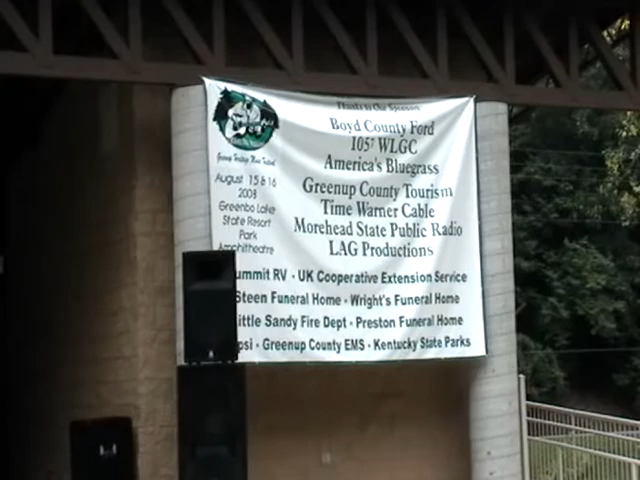 Thanks to Our Sponsors
Boyd County Ford
105⁷ WLGC
America's Bluegrass
Greenup County Tourism
Time Warner Cable
Morehead State Public Radio
LAG Productions
August 15 & 16
2008
Greenbo Lake
State Resort
Park
Amphitheatre
ummit RV - UK Cooperative Extension Service
Steen Funeral Home - Wright's Funeral Home
ittle Sandy Fire Dept - Preston Funeral Home
psi - Greenup County EMS - Kentucky State Parks